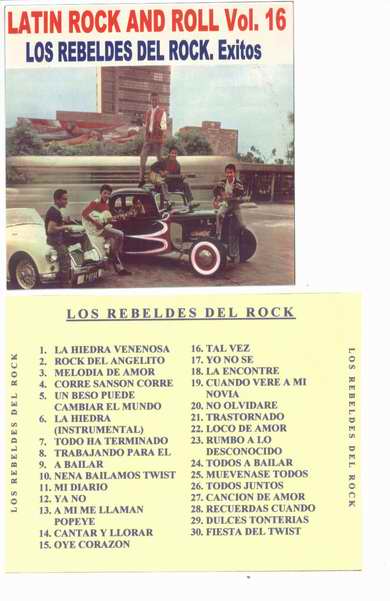 LATIN ROCK AND ROLL Vol. 16
LOS REBELDES DEL ROCK. Exitos
LOS REBELDES DEL ROCK
LOS REBELDES DEL ROCK
1. LA HIEDRA VENENOSA
2. ROCK DEL ANGELITO
3. MELODIA DE AMOR
4. CORRE SANSON CORRE
5. UN BESO PUEDE
CAMBIAR EL MUNDO
6. LA HIEDRA
(INSTRUMENTAL)
7. TODO HA TERMINADO
8. TRABAJANDO PARA EL
9. A BAILAR
10. NENA BAILAMOS TWIST
11. MI DIARIO
12. YA NO
13. A MI ME LLAMAN
POPEYE
14. CANTAR Y LLORAR
15. OYE CORAZON
16. TAL VEZ
17. YO NO SE
18. LA ENCONTRE
19. CUANDO VERE A MI
NOVIA
20. NO OLVIDARE
21. TRASTORNADO
22. LOCO DE AMOR
23. RUMBO A LO
DESCONOCIDO
24. TODOS A BAILAR
25. MUEVENASE TODOS
26. TODOS JUNTOS
27. CANCION DE AMOR
28. RECUERDAS CUANDO
29. DULCES TONTERIAS
30. FIESTA DEL TWIST
LOS REBELDES DEL ROCK